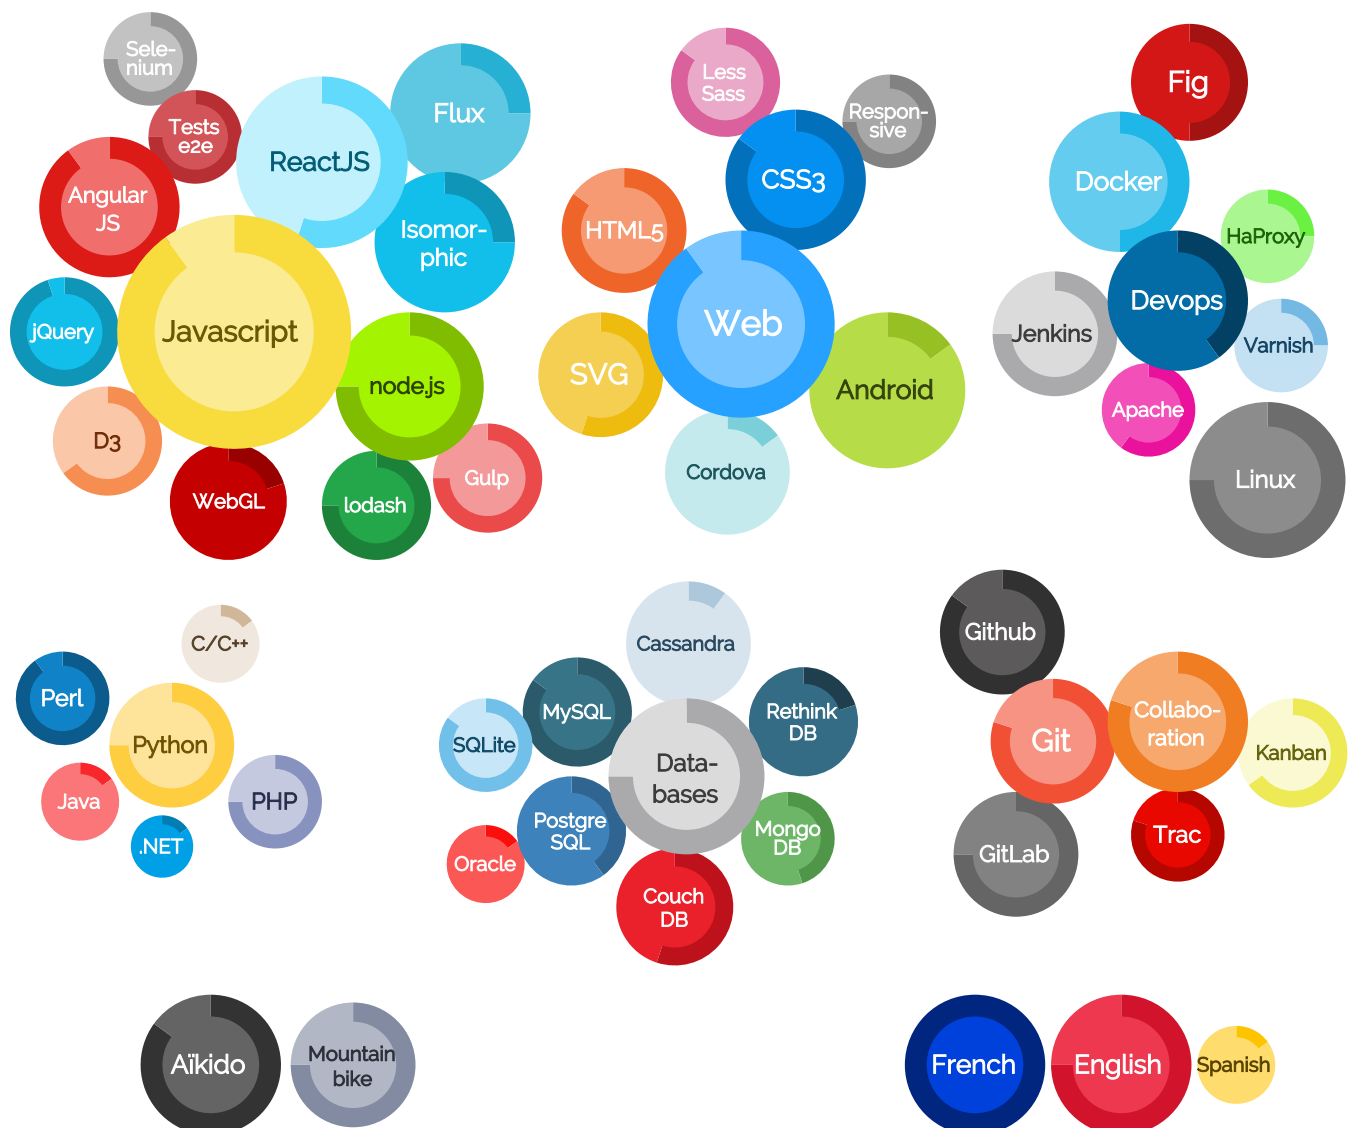 Sele-
nium
Tests
e2e
ReactJS
Flux
Angular
JS
Isomor-
phic
jQuery
Javascript
node.js
D3
WebGL
lodash
Gulp
Less
Sass
Respon-
sive
CSS3
HTML5
Web
SVG
Android
Cordova
Fig
Docker
HaProxy
Devops
Jenkins
Varnish
Apache
Linux
C/C++
Perl
Python
Java
PHP
.NET
Cassandra
MySQL
Rethink
DB
SQLite
Data-
bases
Postgre
SQL
Mongo
DB
Oracle
Couch
DB
Github
Git
Collabo-
ration
Kanban
Trac
GitLab
Aïkido
Mountain
bike
French
English
Spanish